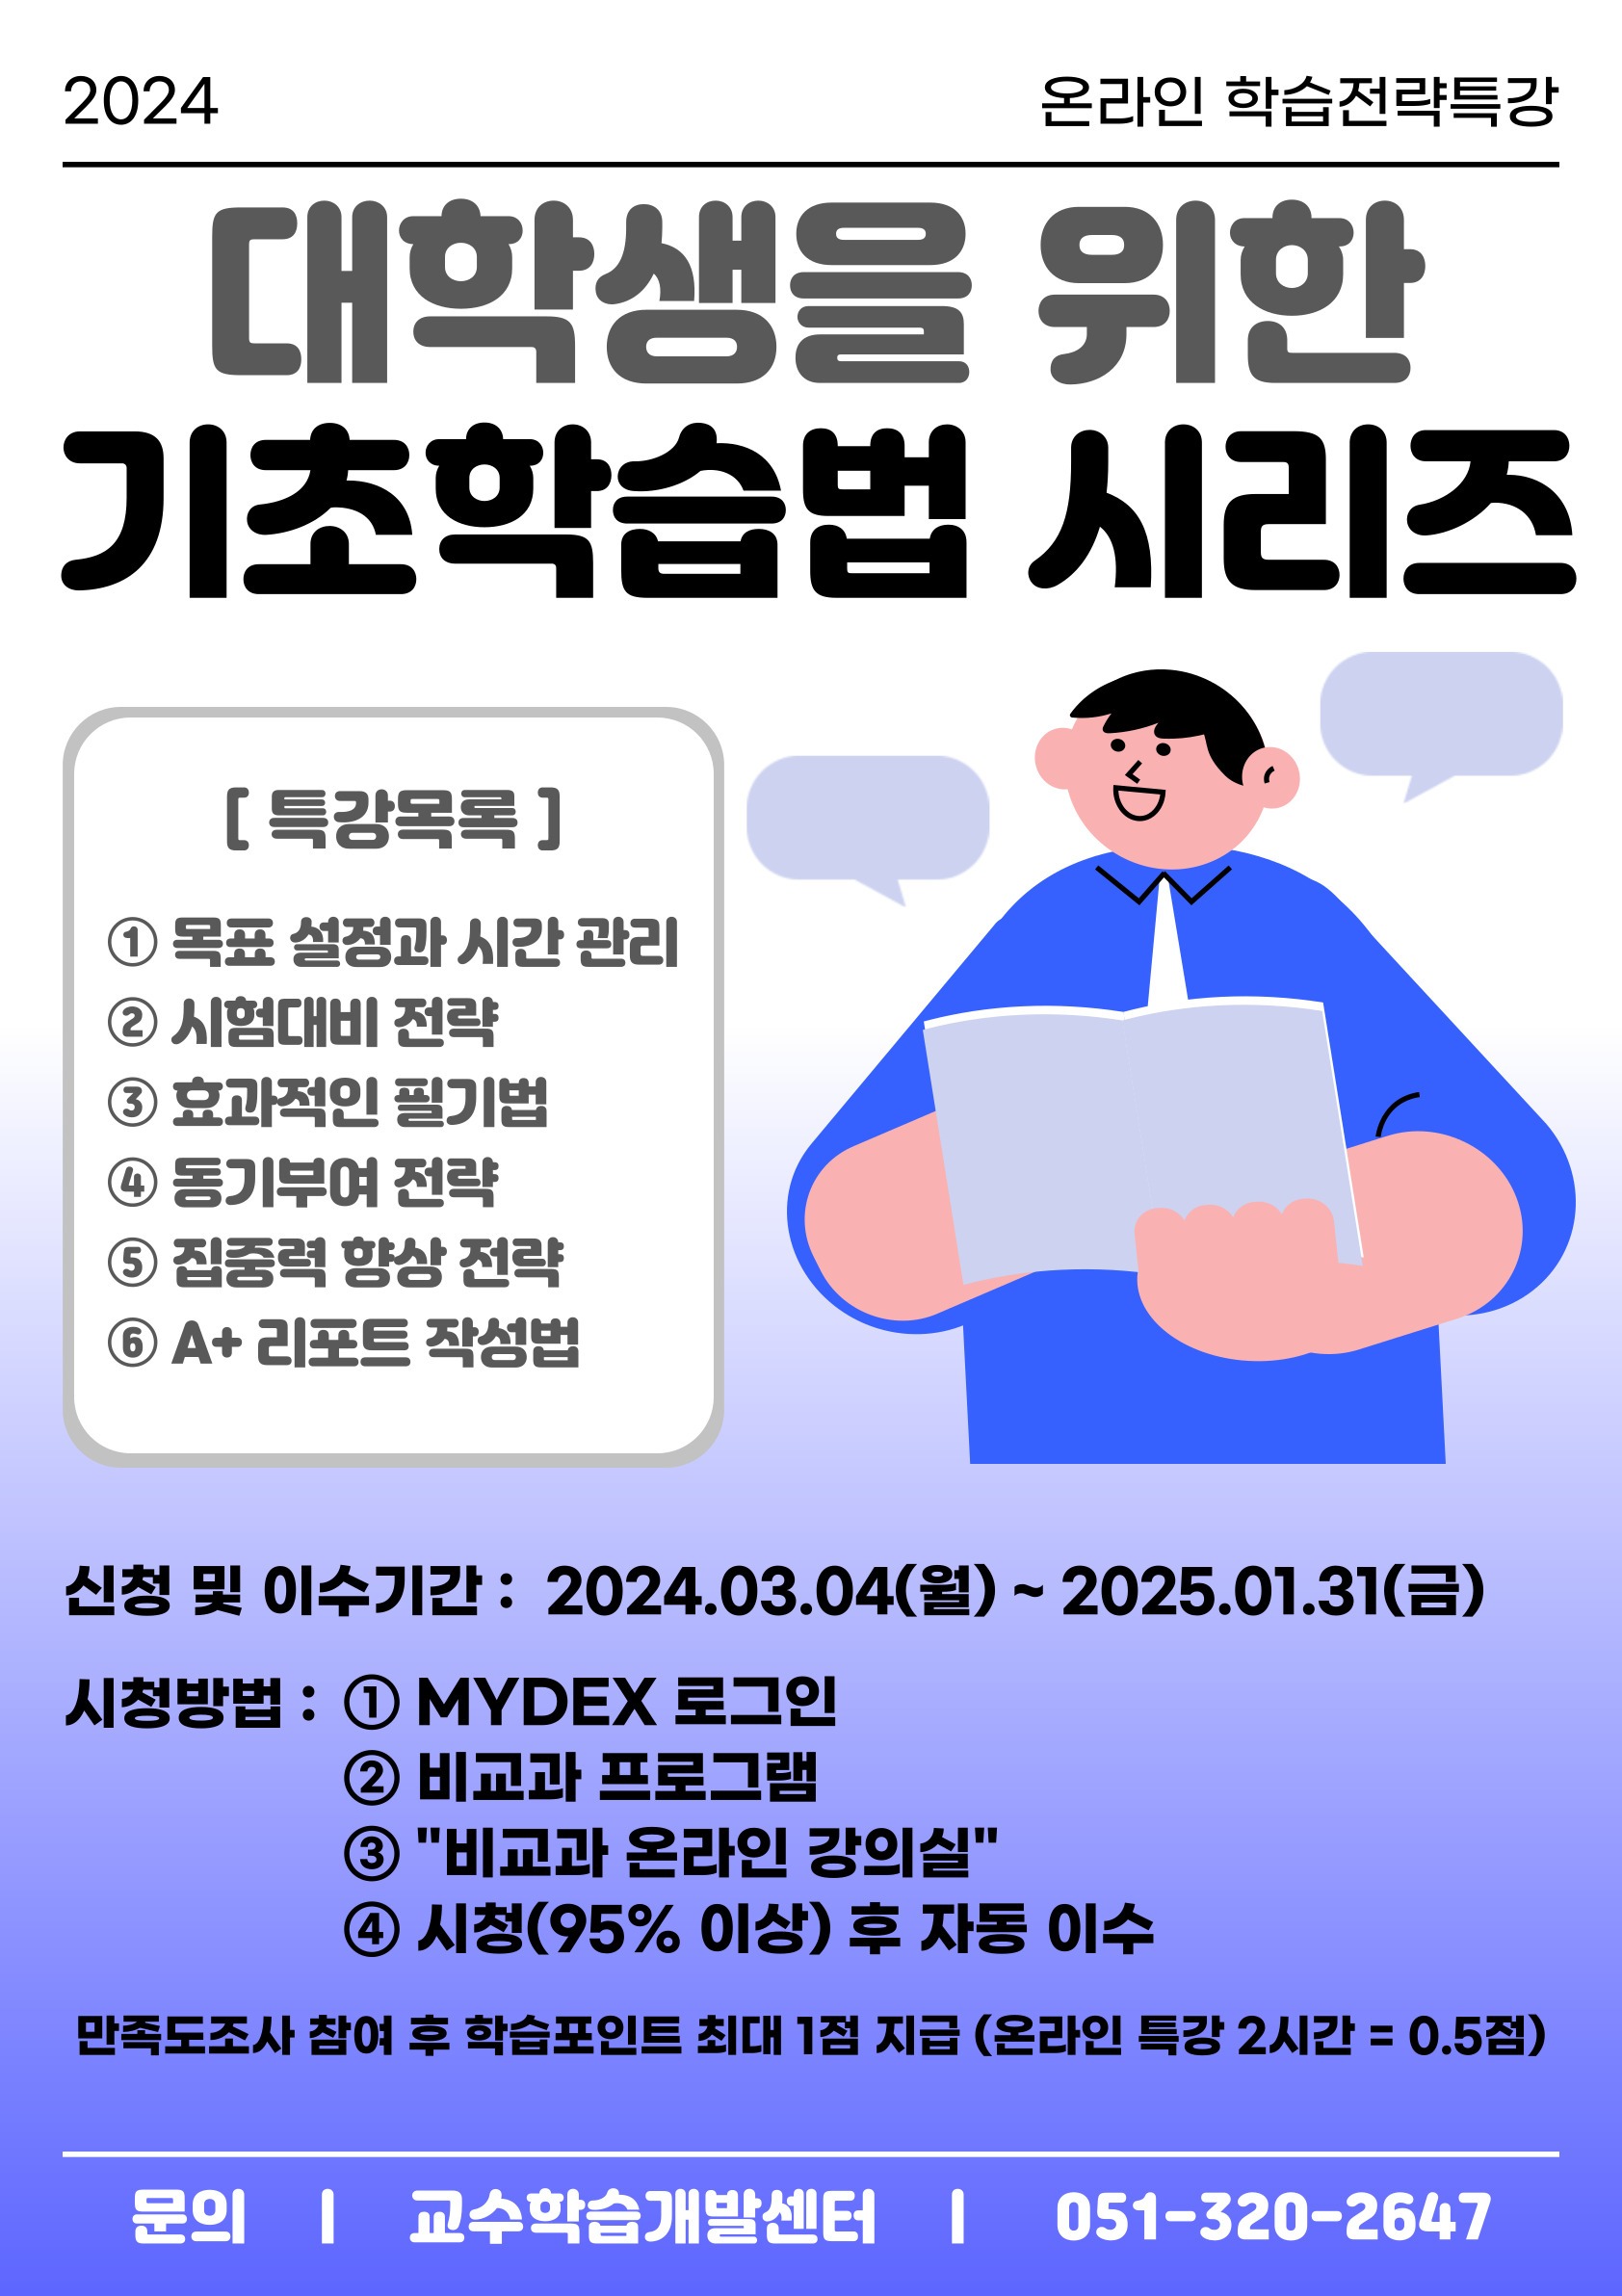 2024
온라인 학습전략특강
대학생을 위한
기초학습법 시리즈
[ 특강목록 ]
① 목표 설정과 시간 관리
② 시험대비 전략
③ 효과적인 필기법
④ 동기부여 전략
⑤ 집중력 향상 전략
⑥ A+ 리포트 작성법
신청 및 이수기간 : 2024.03.04(월) ~ 2025.01.31(금)
시청방법 : ① MYDEX 로그인
② 비교과 프로그램
③ "비교과 온라인 강의실"
④ 시청(95% 이상) 후 자동 이수
만족도조사 참여 후 학습포인트 최대 1점 지급 (온라인 특강 2시간 = 0.5점)
문의 | 교수학습개발센터 | 051-320-2647